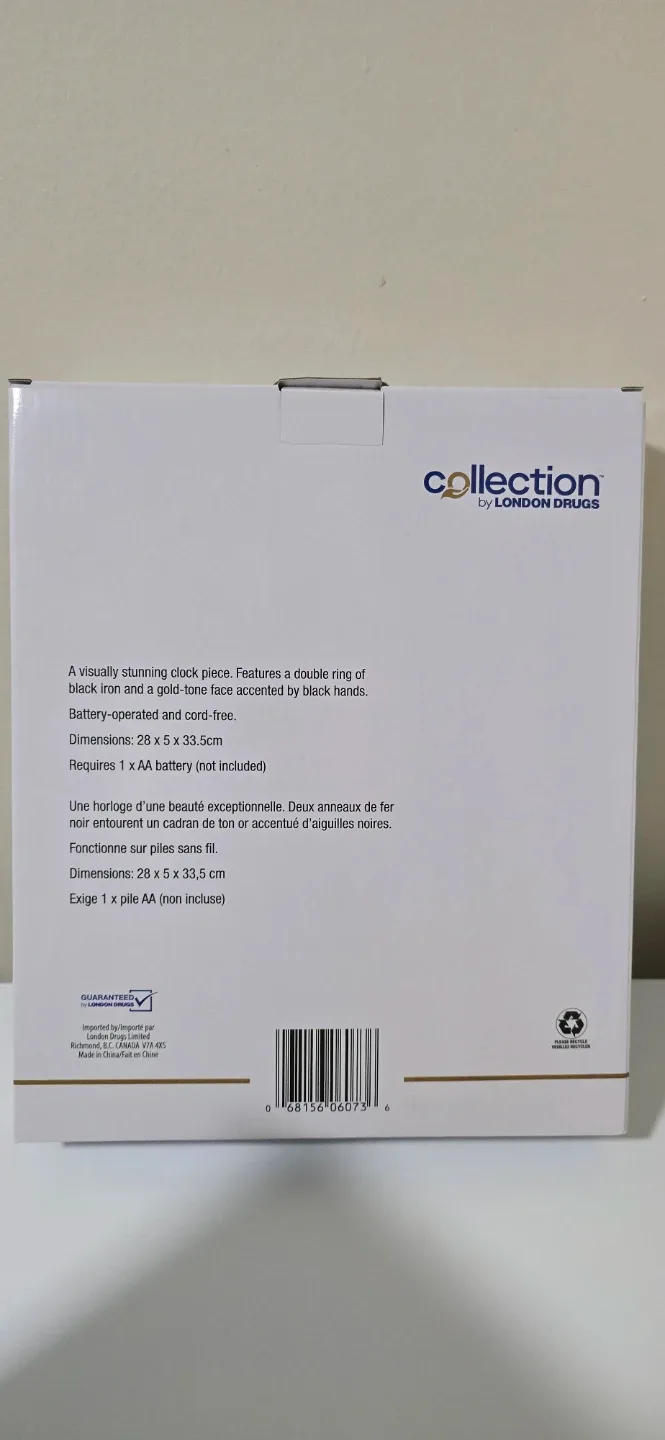 collection™
by LONDON DRUGS
A visually stunning clock piece. Features a double ring of
black iron and a gold-tone face accented by black hands.
Battery-operated and cord-free.
Dimensions: 28 x 5 x 33.5cm
Requires 1 x AA battery (not included)
Une horloge d'une beauté exceptionnelle. Deux anneaux de fer
noir entourent un cadran de ton or accentué d'aiguilles noires.
Fonctionne sur piles sans fil.
Dimensions: 28 x 5 x 33,5 cm
Exige 1 x pile AA (non incluse)
GUARANTEED
by LONDON DRUGS
Imported by/Importé par
London Drugs Limited
Richmond, B.C. CANADA V7A 4X5
Made in China/Fait en Chine
PLEASE RECYCLE
VEUILLEZ RECYCLER
0 68156 06073 6